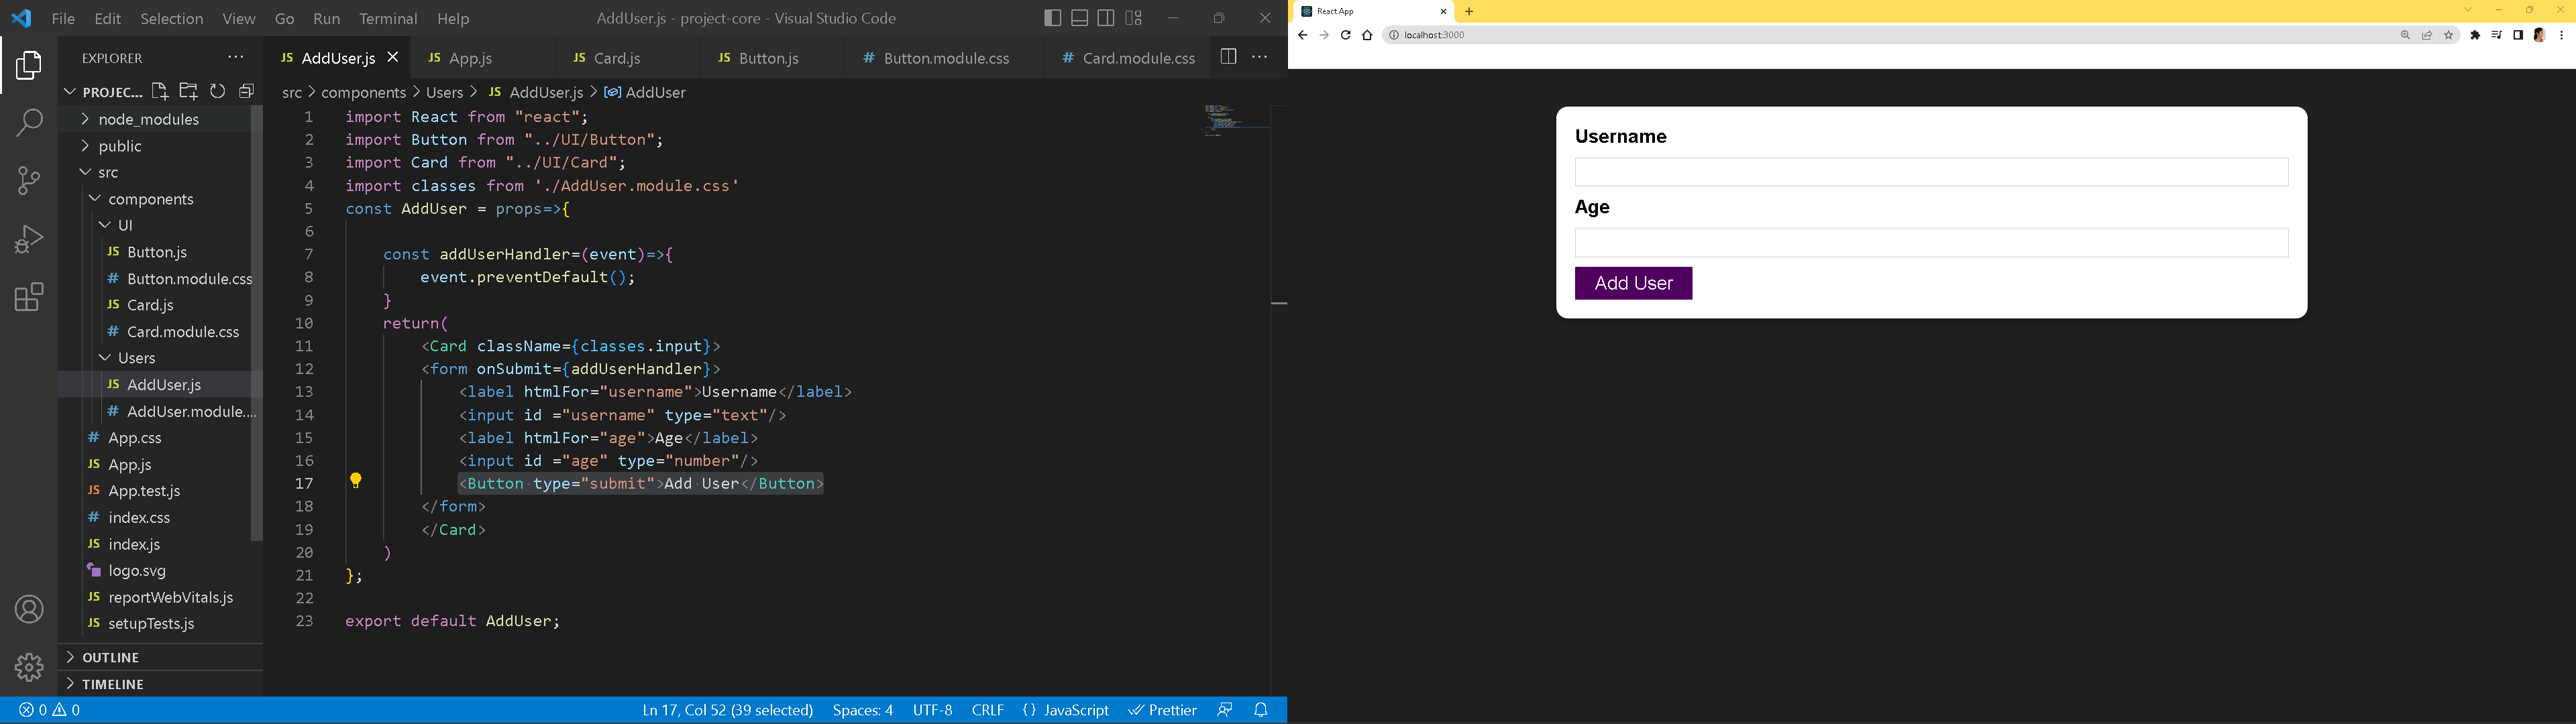 File Edit Selection View Go Run Terminal Help AddUser.js - project-core - Visual Studio Code
EXPLORER
PROJEC...
node_modules
public
src
components
UI
JS Button.js
# Button.module.css
JS Card.js
# Card.module.css
Users
JS AddUser.js
# AddUser.module....
# App.css
JS App.js
JS App.test.js
# index.css
JS index.js
logo.svg
JS reportWebVitals.js
JS setupTests.js
OUTLINE
TIMELINE
JS AddUser.js JS App.js JS Card.js JS Button.js # Button.module.css # Card.module.css
src > components > Users > JS AddUser.js > AddUser
1 import React from "react";
2 import Button from "../UI/Button";
3 import Card from "../UI/Card";
4 import classes from './AddUser.module.css'
5 const AddUser = props=>{
6
7 const addUserHandler=(event)=>{
8 event.preventDefault();
9 }
10 return(
11 <Card className={classes.input}>
12 <form onSubmit={addUserHandler}>
13 <label htmlFor="username">Username</label>
14 <input id ="username" type="text"/>
15 <label htmlFor="age">Age</label>
16 <input id ="age" type="number"/>
17 <Button type="submit">Add User</Button>
18 </form>
19 </Card>
20 )
21 };
22
23 export default AddUser;
0 0 Ln 17, Col 52 (39 selected) Spaces: 4 UTF-8 CRLF {} JavaScript Prettier
React App
localhost:3000
Username
Age
Add User